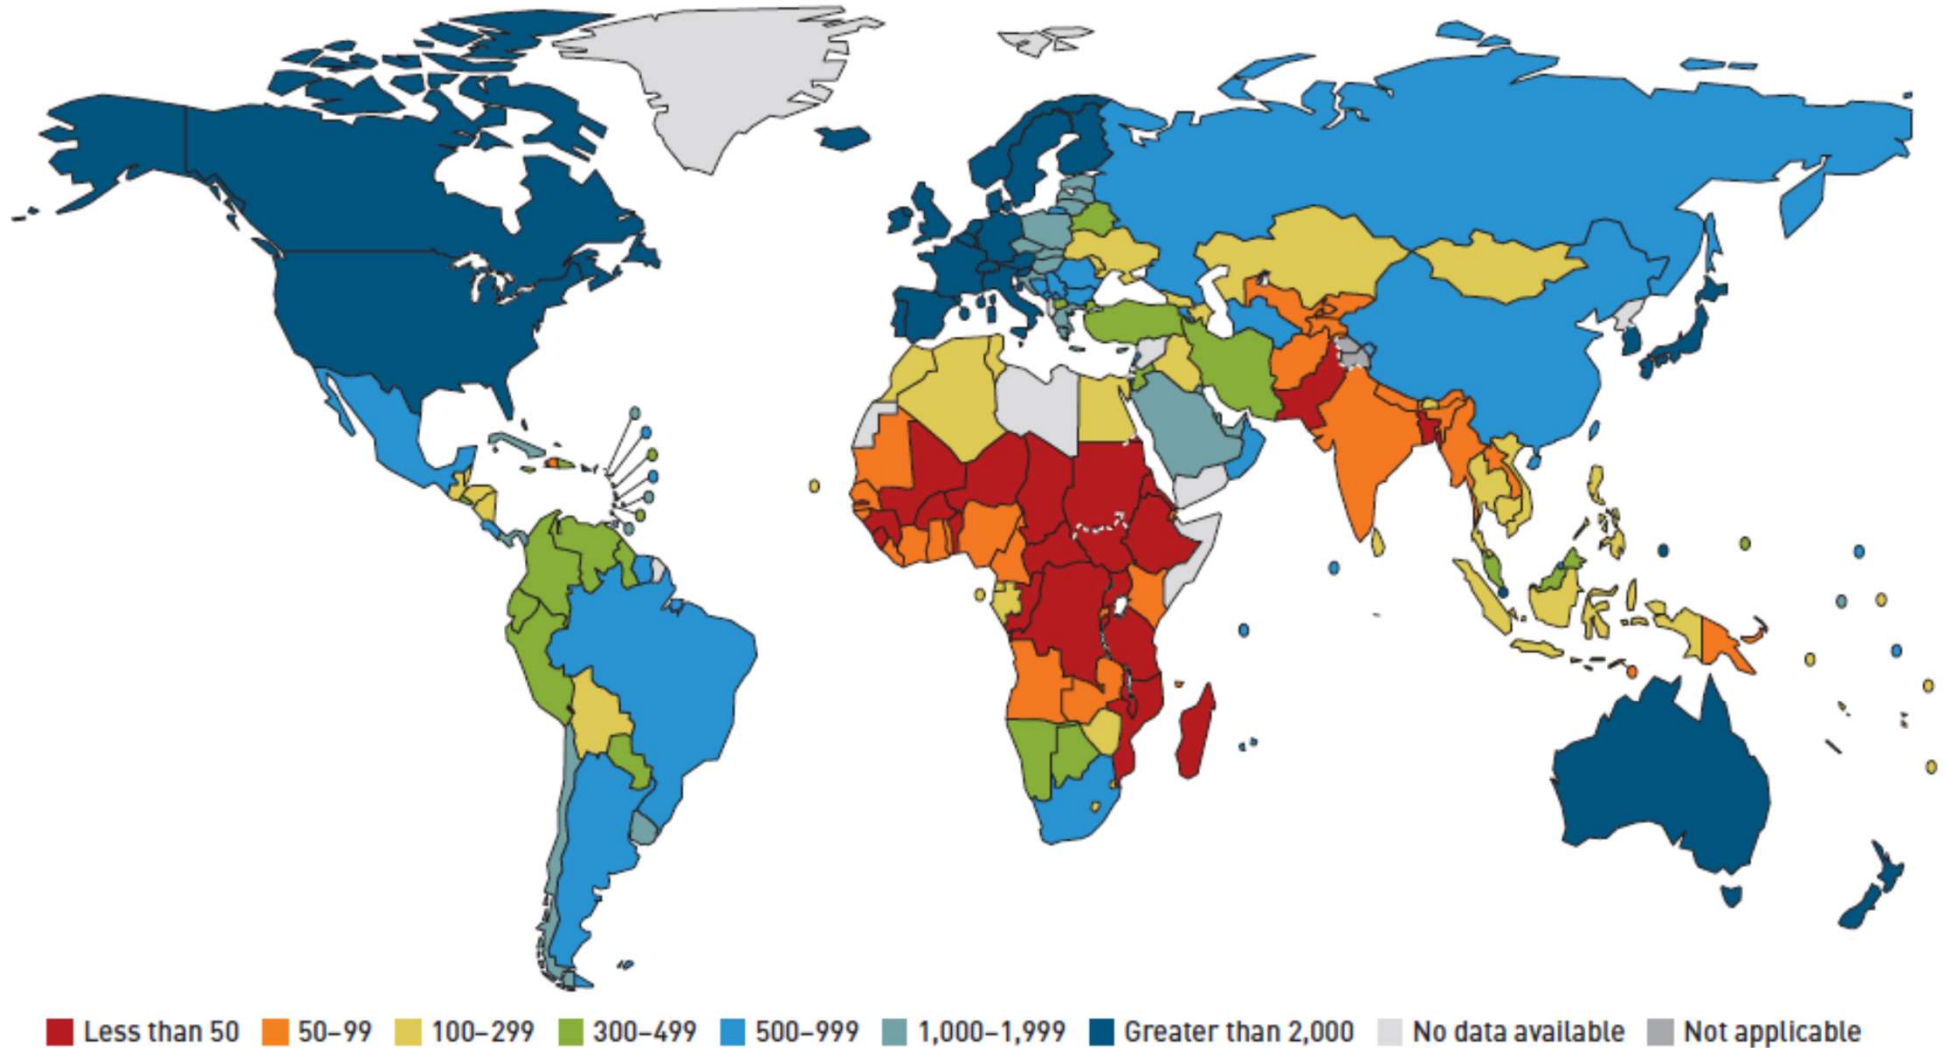 Less than 50 50–99 100–299 300–499 500–999 1,000–1,999 Greater than 2,000 No data available Not applicable